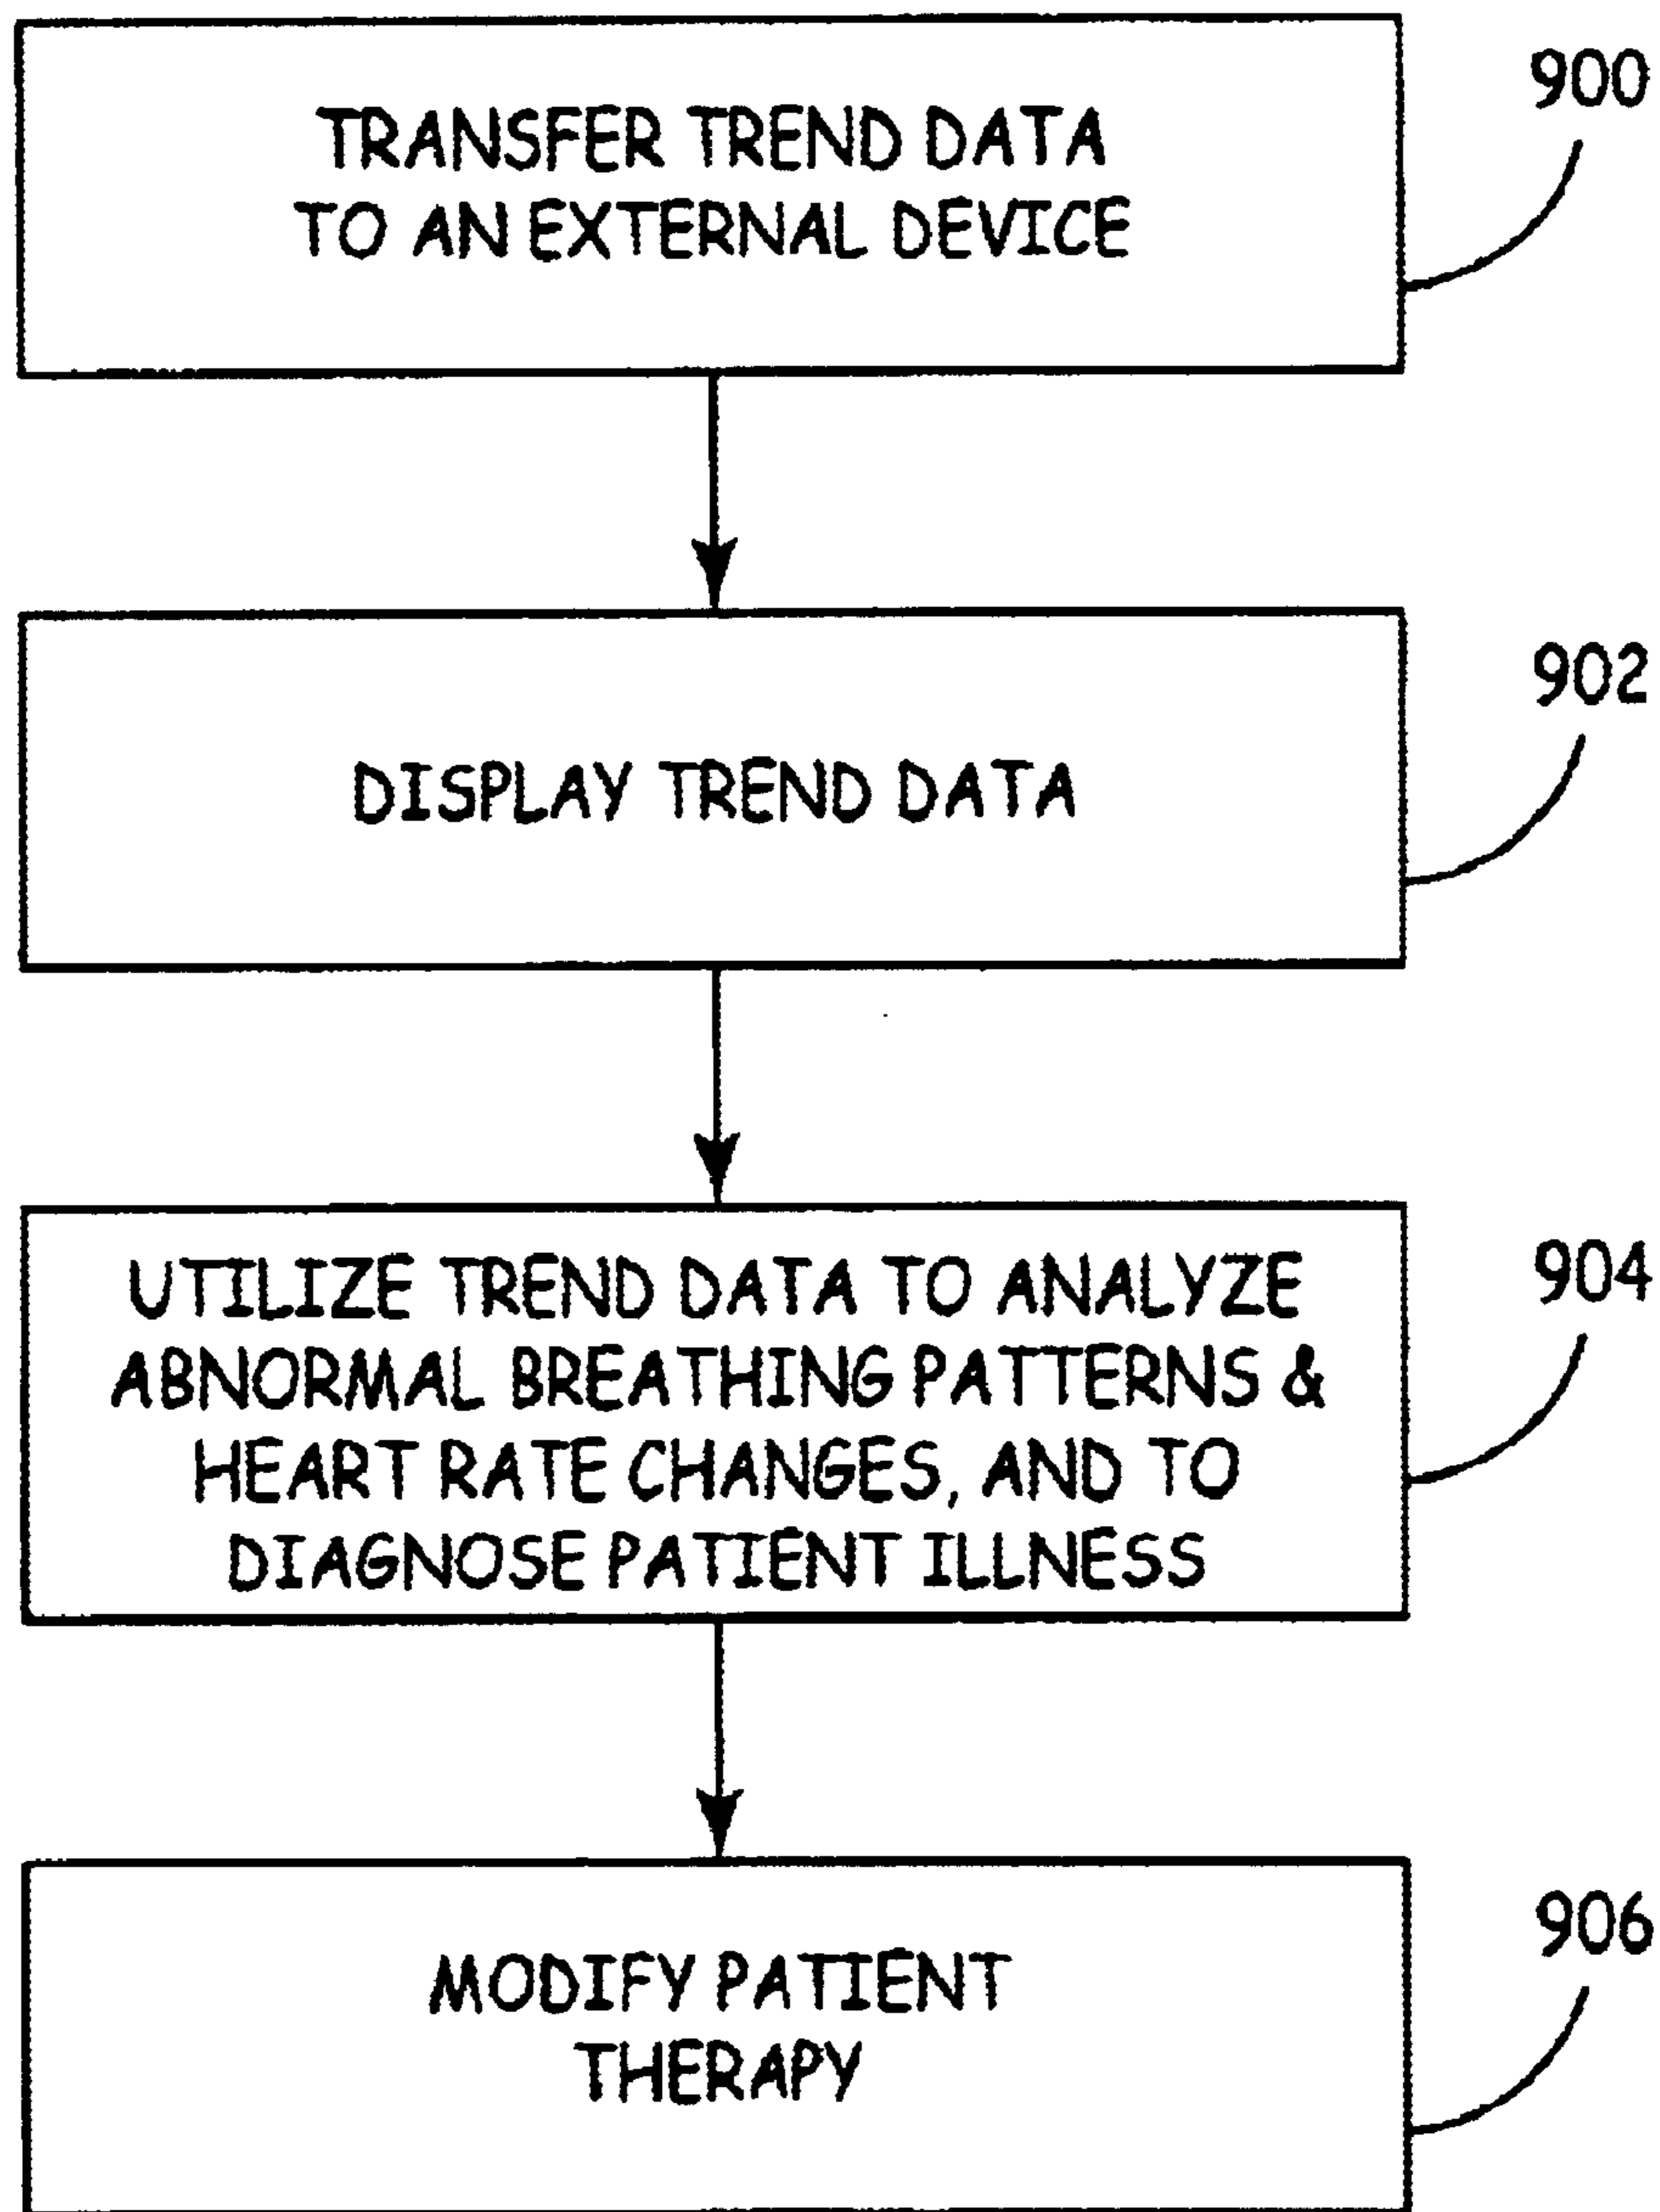 TRANSFER TREND DATA
TO AN EXTERNAL DEVICE
900
DISPLAY TREND DATA
902
UTILIZE TREND DATA TO ANALYZE
ABNORMAL BREATHING PATTERNS &
HEART RATE CHANGES, AND TO
DIAGNOSE PATIENT ILLNESS
904
MODIFY PATIENT
THERAPY
906